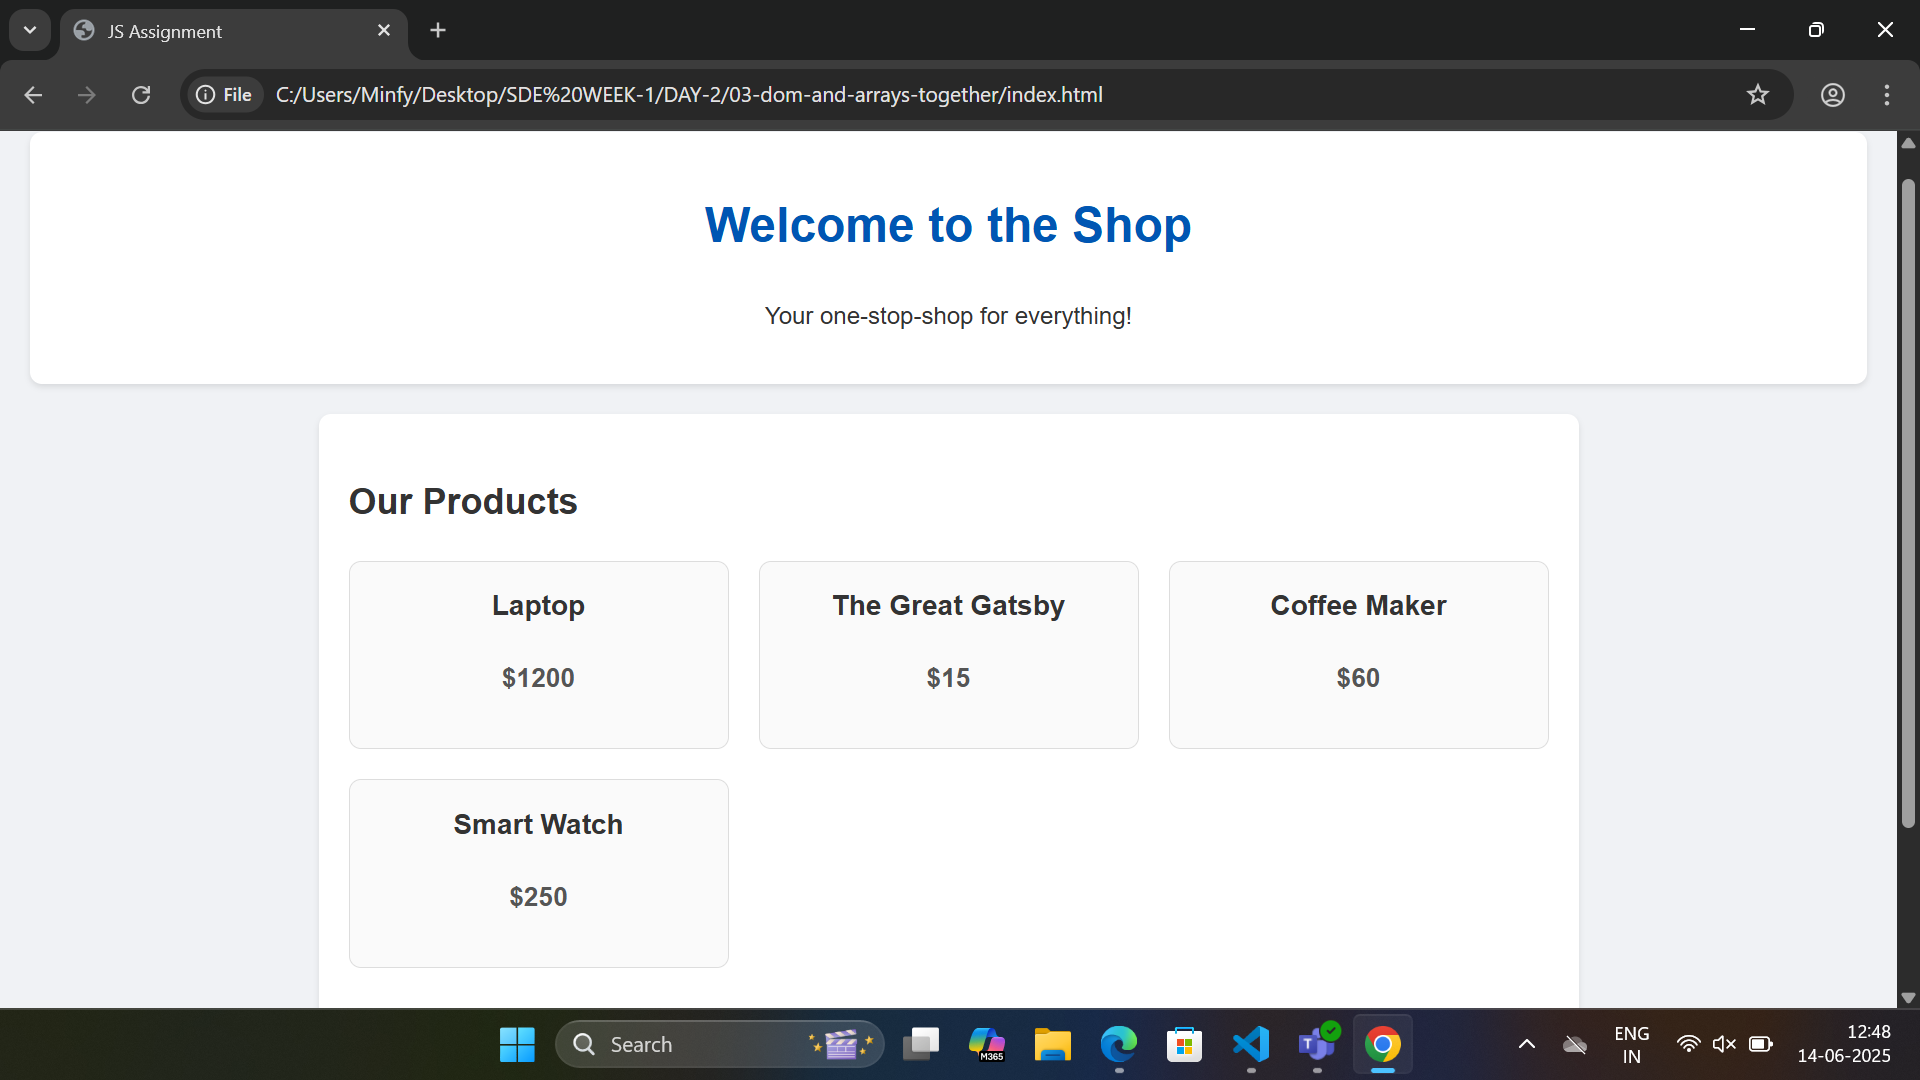 JS Assignment
File
C:/Users/Minfy/Desktop/SDE%20WEEK-1/DAY-2/03-dom-and-arrays-together/index.html
Welcome to the Shop
Your one-stop-shop for everything!
Our Products
Laptop
$1200
The Great Gatsby
$15
Coffee Maker
$60
Smart Watch
$250
Search
M365
T
ENG
IN
12:48
14-06-2025